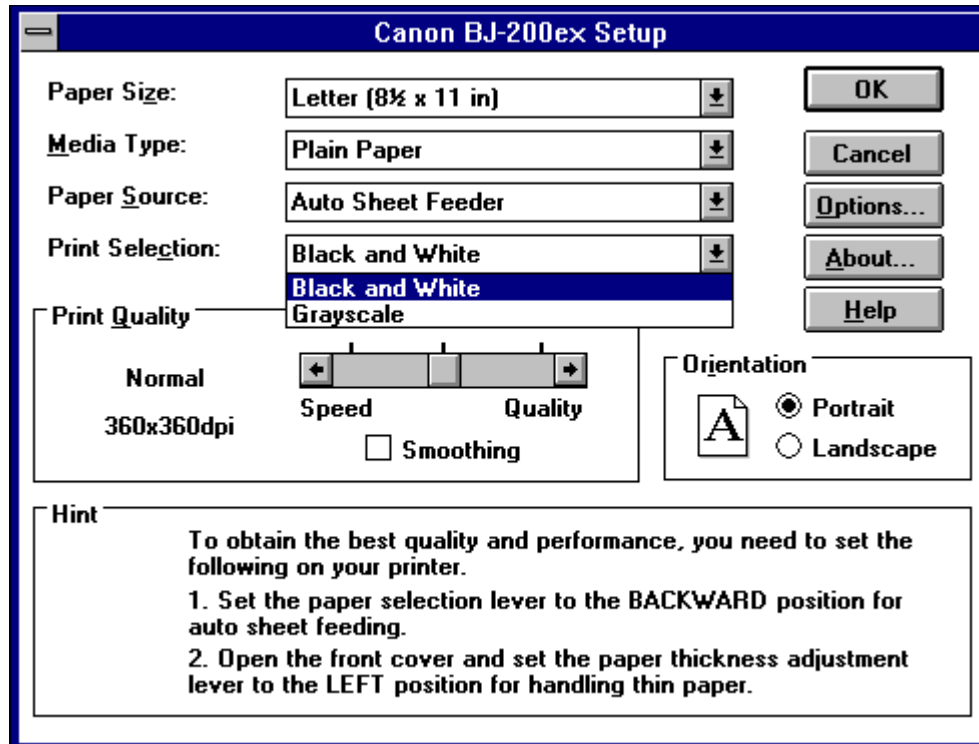 Canon BJ-200ex Setup
Paper Size: Letter (8½ x 11 in) OK
Media Type: Plain Paper Cancel
Paper Source: Auto Sheet Feeder Options...
Print Selection: Black and White About...
Black and White
Grayscale Help
Print Quality
Normal
360x360dpi
Speed Quality
Smoothing
Orientation
A Portrait
Landscape
Hint
To obtain the best quality and performance, you need to set the
following on your printer.
1. Set the paper selection lever to the BACKWARD position for
auto sheet feeding.
2. Open the front cover and set the paper thickness adjustment
lever to the LEFT position for handling thin paper.